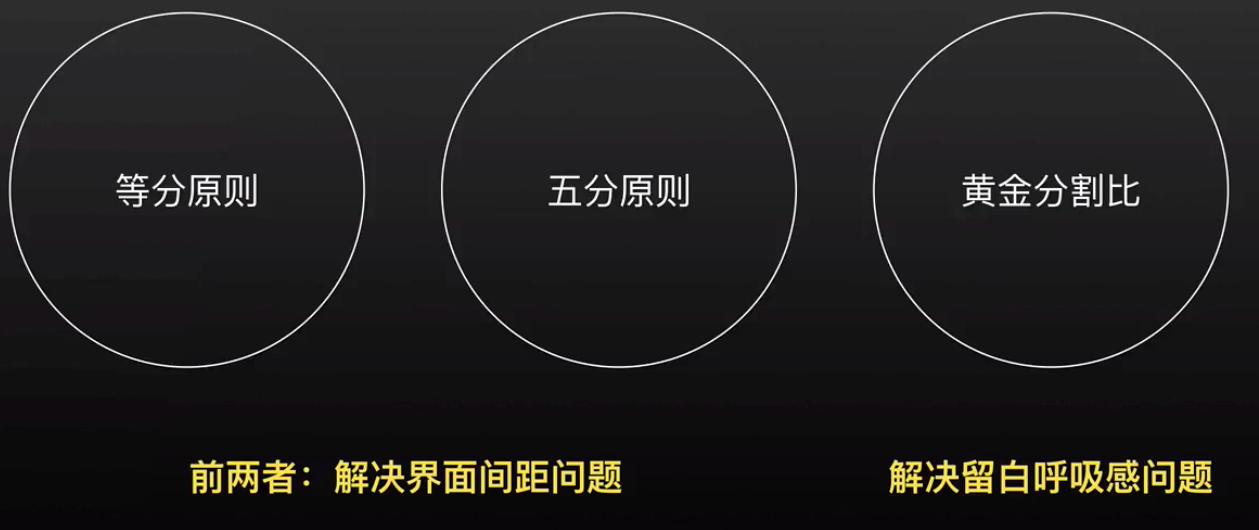 等分原则
五分原则
黄金分割比
前两者：解决界面间距问题
解决留白呼吸感问题